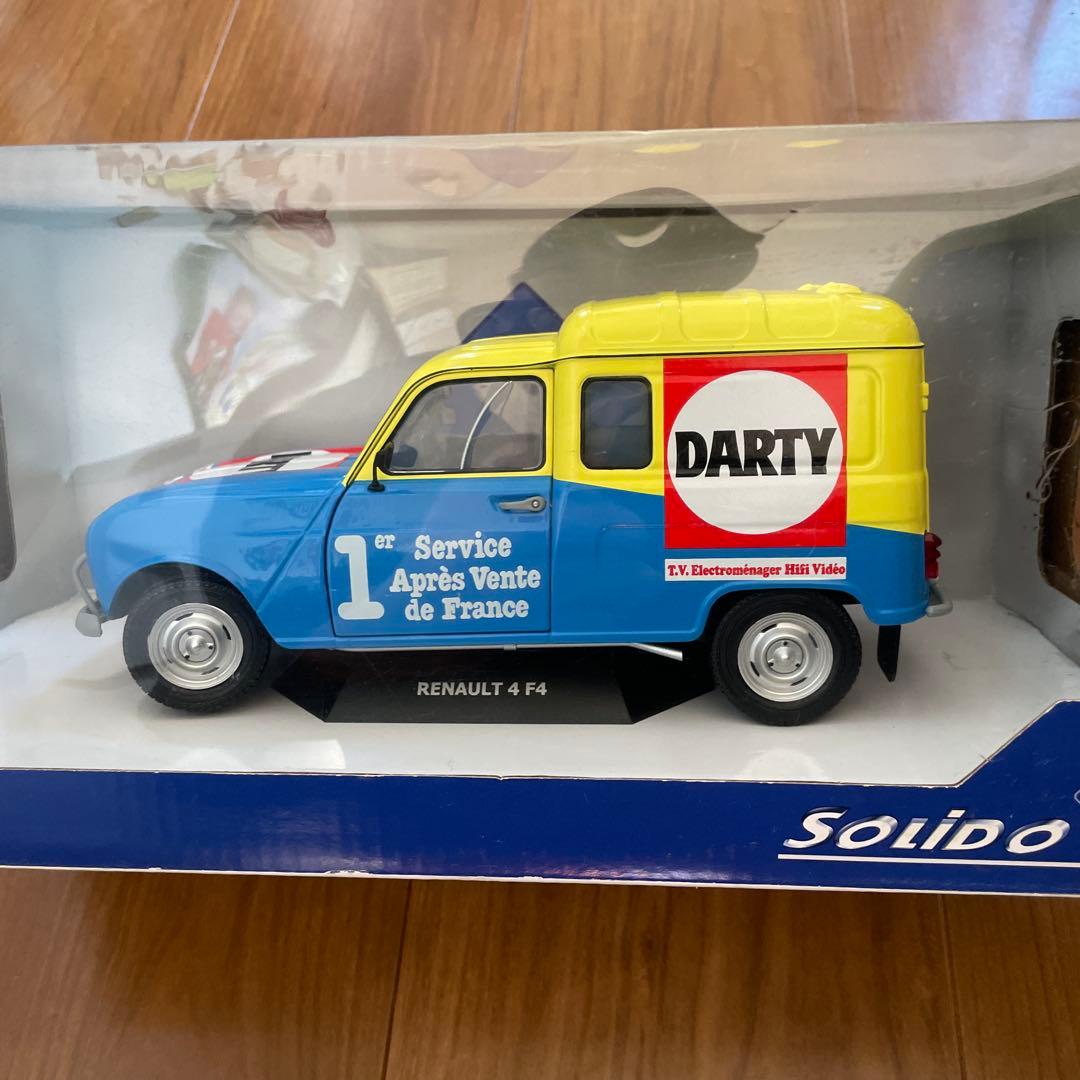 DARTY
1er Service
Après Vente
de France
T.V. Electroménager Hifi Vidéo
RENAULT 4 F4
SOLIDO